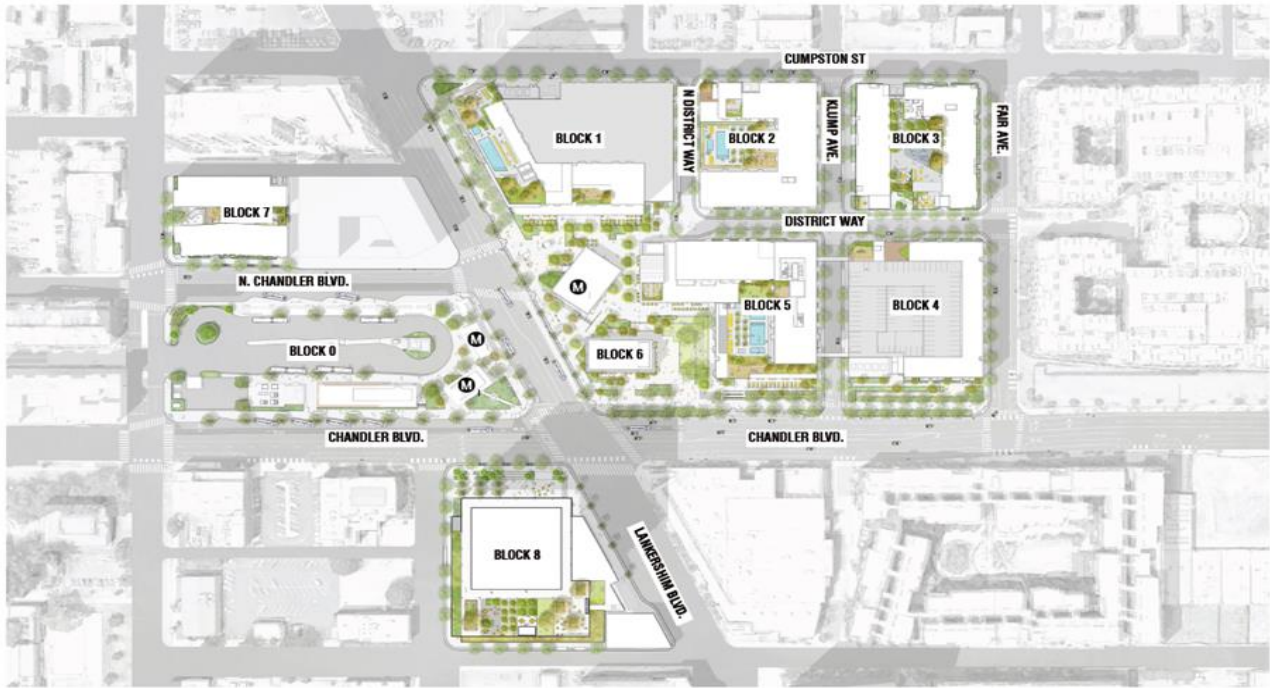 CUMPSTON ST
BLOCK 1
N DISTRICT WAY
BLOCK 2
KLUMP AVE.
BLOCK 3
FAIR AVE.
BLOCK 7
DISTRICT WAY
N. CHANDLER BLVD.
M
BLOCK 5
BLOCK 4
M
BLOCK 0
BLOCK 6
M
CHANDLER BLVD.
CHANDLER BLVD.
BLOCK 8
LANKERSHIM BLVD.